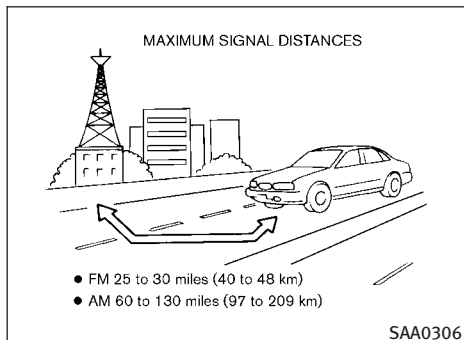 MAXIMUM SIGNAL DISTANCES
● FM 25 to 30 miles (40 to 48 km)
● AM 60 to 130 miles (97 to 209 km)
SAA0306